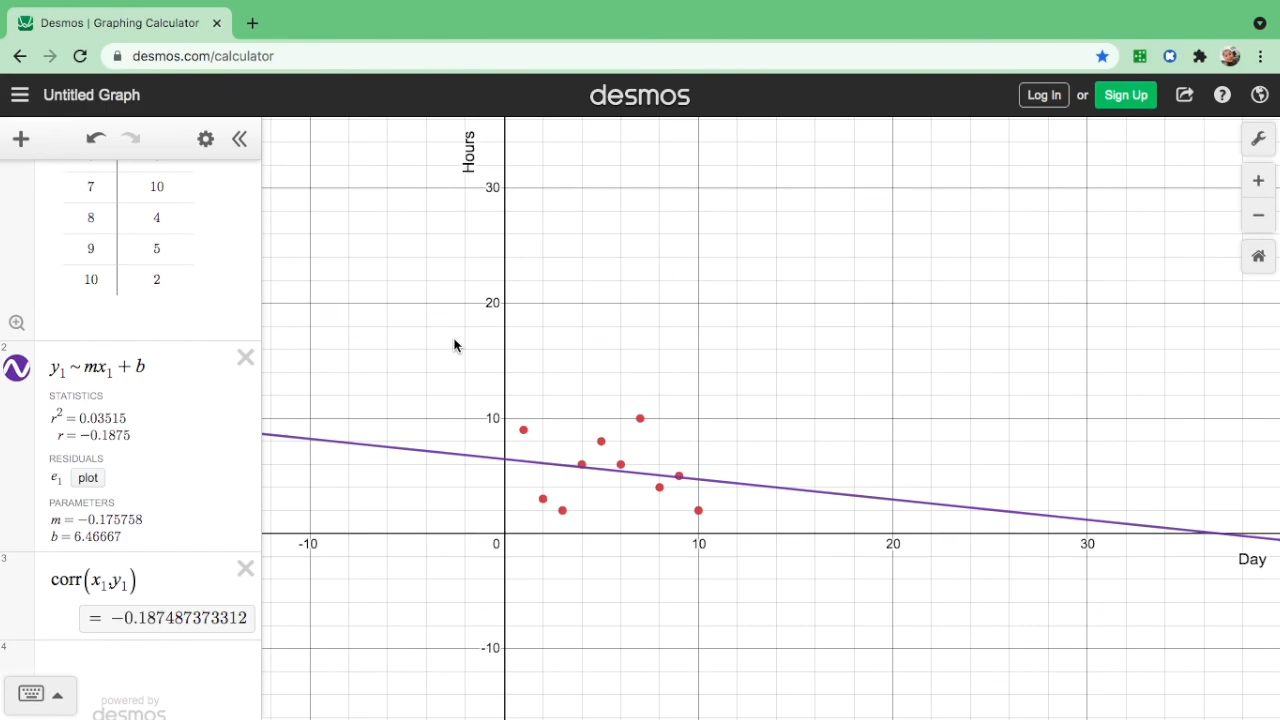 Desmos | Graphing Calculator
desmos.com/calculator
Untitled Graph
desmos
Log In or Sign Up
7 10
8 4
9 5
10 2
2
y₁ ~ mx₁ + b
STATISTICS
r² = 0.03515
r = −0.1875
RESIDUALS
e₁ plot
PARAMETERS
m = −0.175758
b = 6.46667
3
corr(x₁,y₁)
= −0.187487373312
4
powered by
desmos
Hours
30
20
10
-10 0 10 20 30
Day
-10